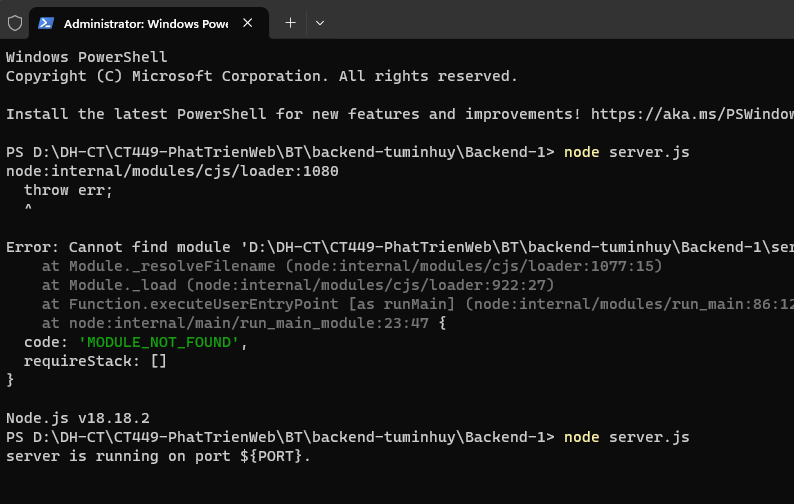 Administrator: Windows Powe
Windows PowerShell
Copyright (C) Microsoft Corporation. All rights reserved.
Install the latest PowerShell for new features and improvements! https://aka.ms/PSWindow
PS D:\DH-CT\CT449-PhatTrienWeb\BT\backend-tuminhuy\Backend-1> node server.js
node:internal/modules/cjs/loader:1080
  throw err;
  ^
Error: Cannot find module 'D:\DH-CT\CT449-PhatTrienWeb\BT\backend-tuminhuy\Backend-1\ser
    at Module._resolveFilename (node:internal/modules/cjs/loader:1077:15)
    at Module._load (node:internal/modules/cjs/loader:922:27)
    at Function.executeUserEntryPoint [as runMain] (node:internal/modules/run_main:86:12
    at node:internal/main/run_main_module:23:47 {
  code: 'MODULE_NOT_FOUND',
  requireStack: []
}
Node.js v18.18.2
PS D:\DH-CT\CT449-PhatTrienWeb\BT\backend-tuminhuy\Backend-1> node server.js
server is running on port ${PORT}.